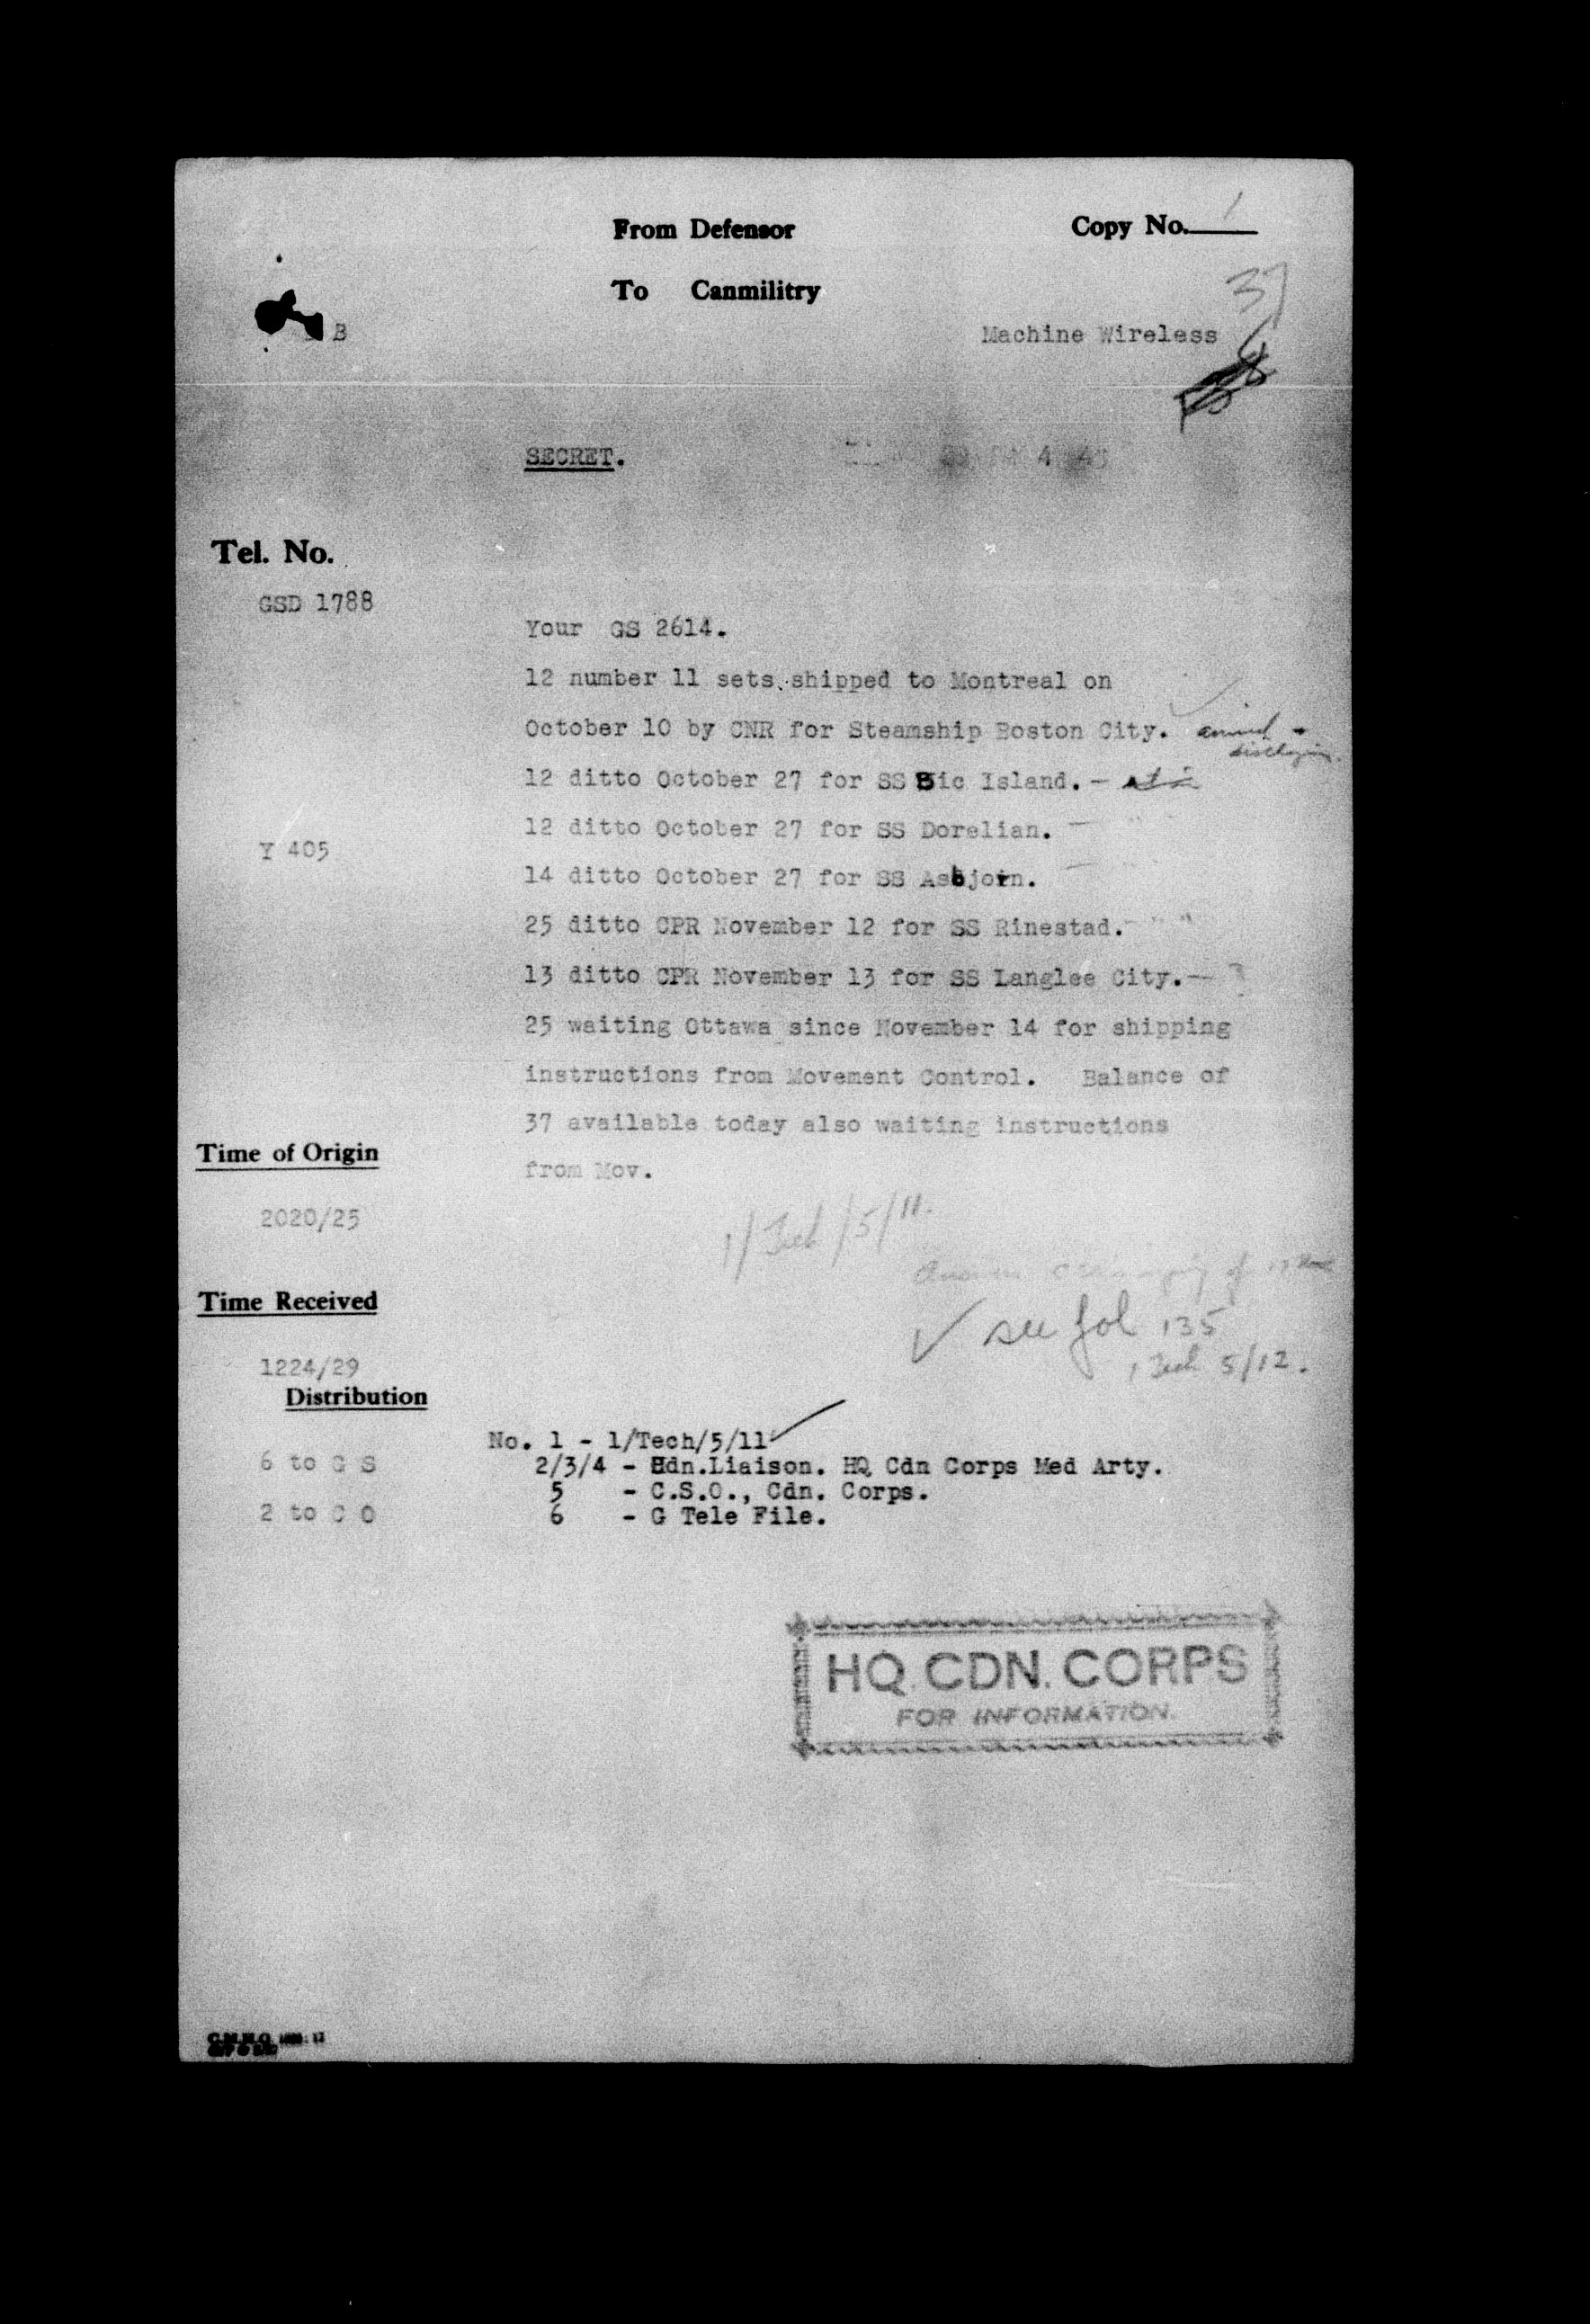 From Defensor
Copy No. 1
To Canmilitry
37
B
Machine Wireless
SECRET.
Tel. No.
GSD 1788
Your GS 2614.
12 number 11 sets shipped to Montreal on
October 10 by CNR for Steamship Boston City.
12 ditto October 27 for SS Bic Island. -
12 ditto October 27 for SS Dorelian. -
Y 405
14 ditto October 27 for SS Asbjorn.
25 ditto CPR November 12 for SS Rinestad. - " "
13 ditto CPR November 13 for SS Langlee City. -
25 waiting Ottawa since November 14 for shipping
instructions from Movement Control. Balance of
37 available today also waiting instructions
from Mov.
Time of Origin
2020/25
1/Tech/5/11.
Time Received
✓ see fol 135
1 Tech 5/12.
1224/29
Distribution
No. 1 - 1/Tech/5/11 ✓
6 to G S
2/3/4 - Cdn.Liaison. HQ Cdn Corps Med Arty.
5 - C.S.O., Cdn. Corps.
2 to C O
6 - G Tele File.
HQ. CDN. CORPS
FOR INFORMATION.